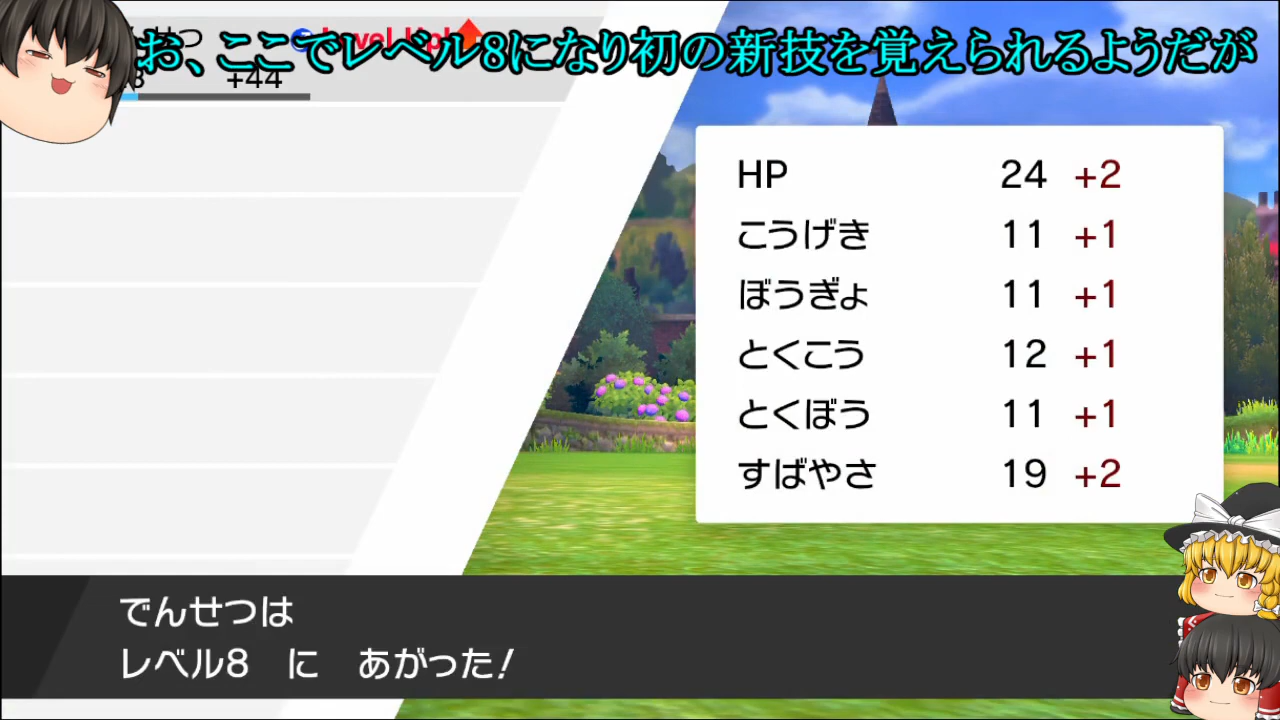 お、ここでレベル8になり初の新技を覚えられるようだが
+44
HP 24 +2
こうげき 11 +1
ぼうぎょ 11 +1
とくこう 12 +1
とくぼう 11 +1
すばやさ 19 +2
でんせつは
レベル8 に あがった!